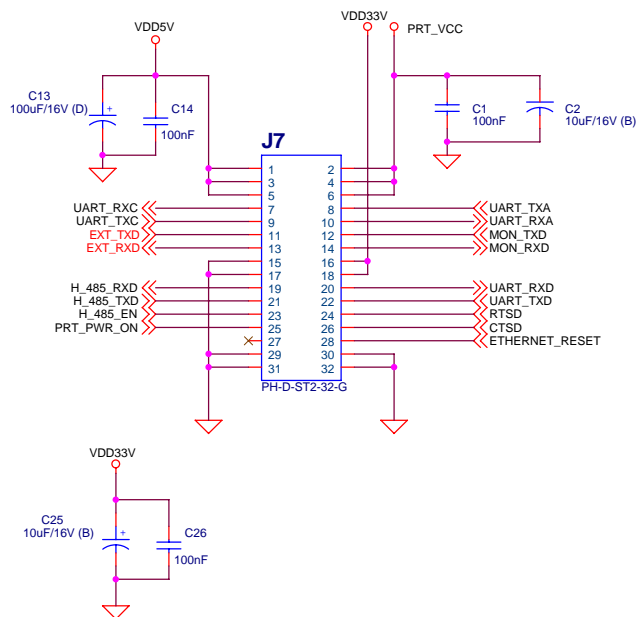 VDD5V
VDD33V
PRT_VCC
C13
100uF/16V (D)
+
C14
100nF
C1
100nF
C2
10uF/16V (B)
+
J7
1 2
3 4
5 6
UART_RXC 7 8 UART_TXA
UART_TXC 9 10 UART_RXA
EXT_TXD 11 12 MON_TXD
EXT_RXD 13 14 MON_RXD
15 16
17 18
H_485_RXD 19 20 UART_RXD
H_485_TXD 21 22 UART_TXD
H_485_EN 23 24 RTSD
PRT_PWR_ON 25 26 CTSD
27 28 ETHERNET_RESET
29 30
31 32
PH-D-ST2-32-G
VDD33V
C25
10uF/16V (B)
+
C26
100nF